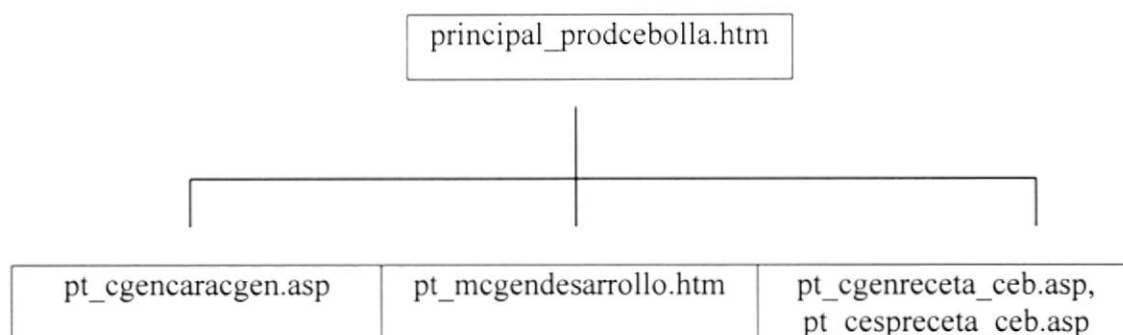 principal_prodcebolla.htm
pt_cgencaracgen.asp
pt_mcgendesarrollo.htm
pt_cgenreceta_ceb.asp,
pt_cespreceta_ceb.asp